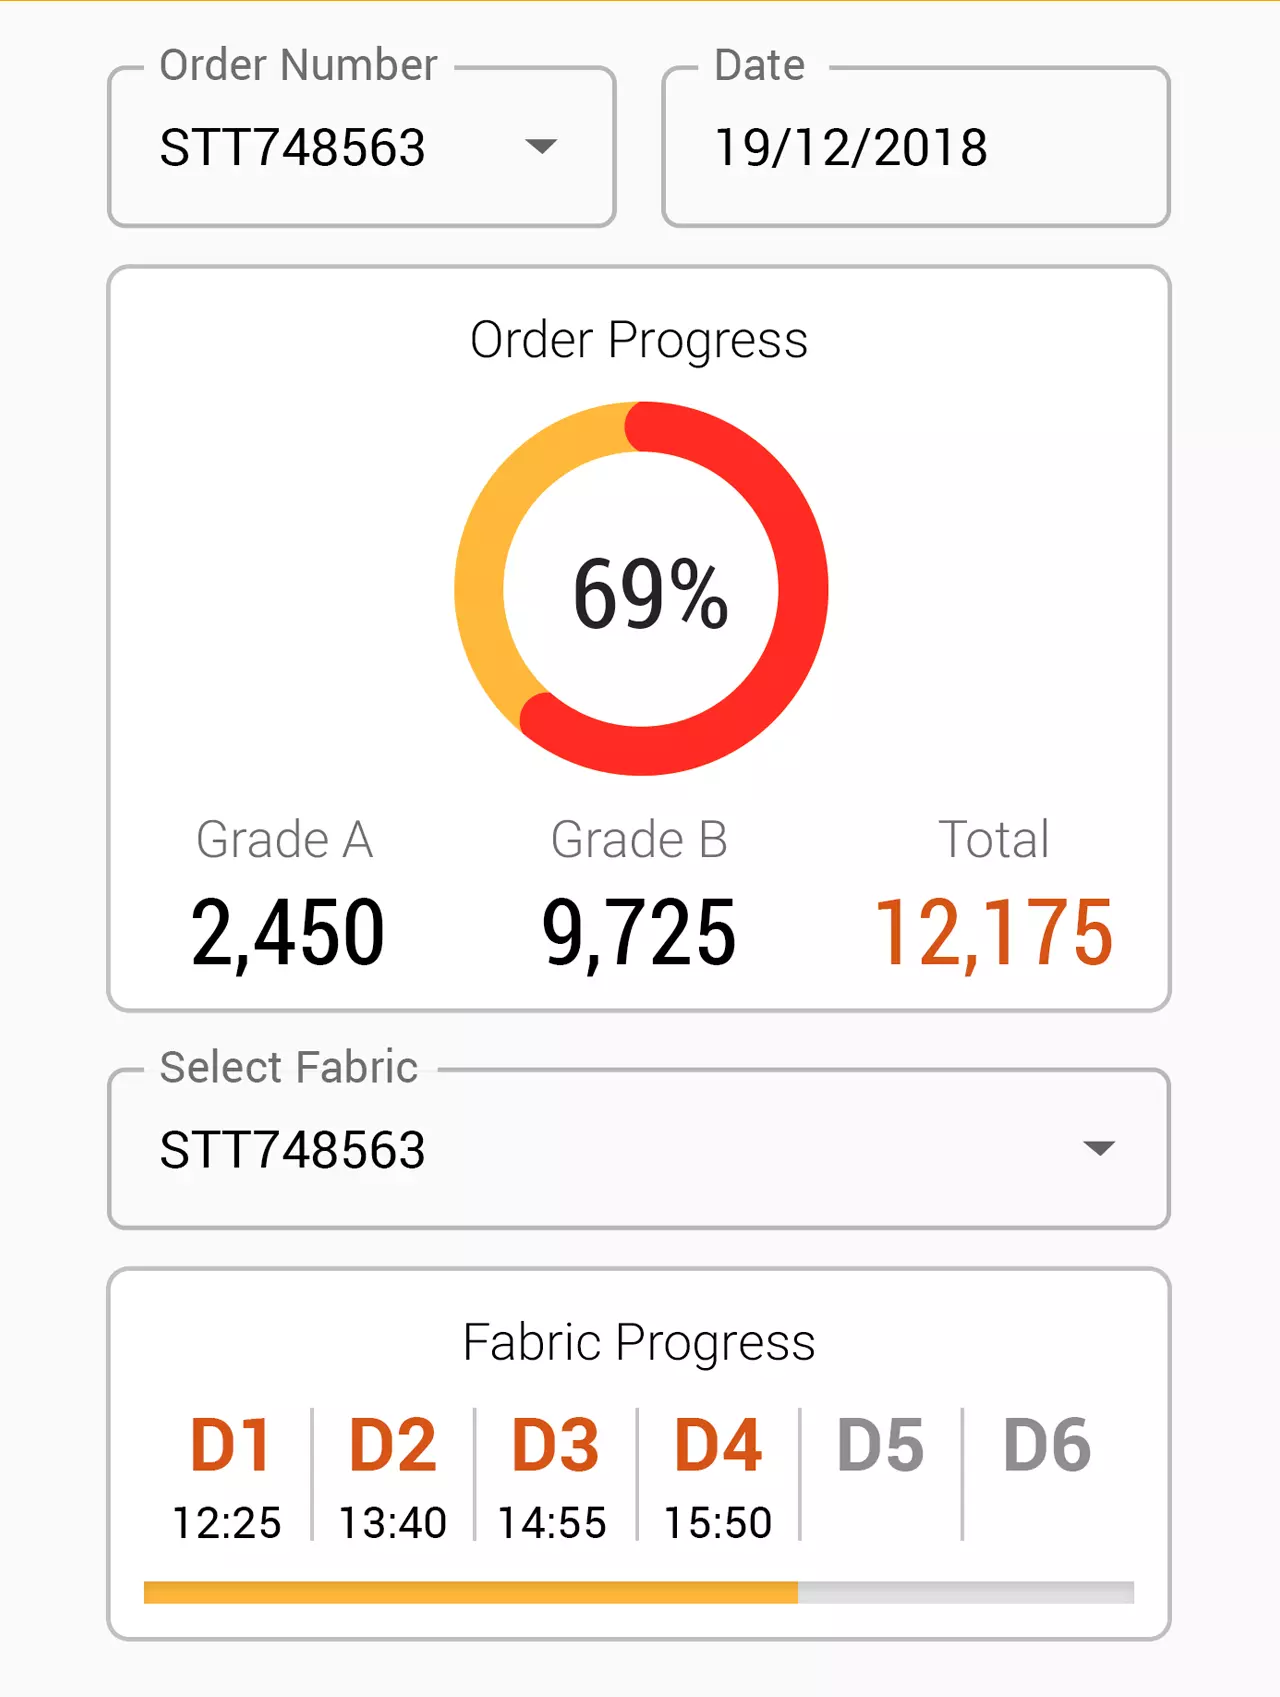 Order Number
Date
STT748563
19/12/2018
Order Progress
69%
Grade A
Grade B
Total
2,450
9,725
12,175
Select Fabric
STT748563
Fabric Progress
D1 D2 D3 D4 D5 D6
12:25 13:40 14:55 15:50